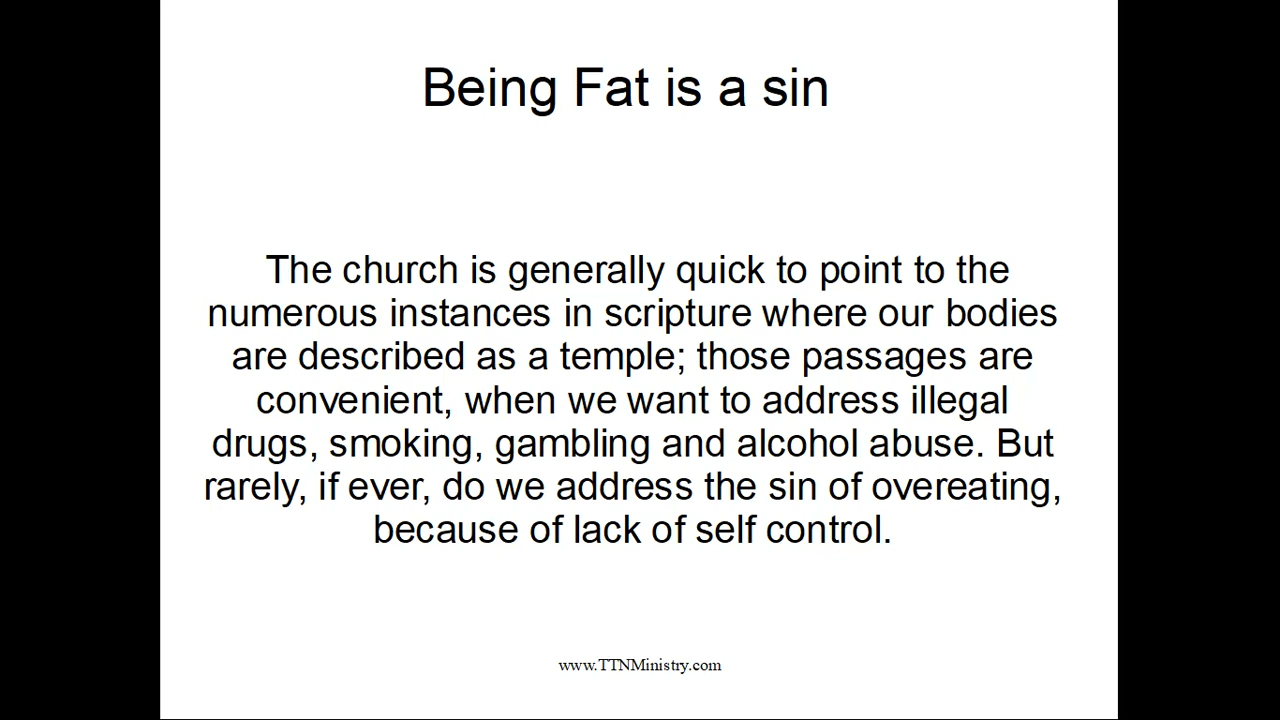 Being Fat is a sin
The church is generally quick to point to the
numerous instances in scripture where our bodies
are described as a temple; those passages are
convenient, when we want to address illegal
drugs, smoking, gambling and alcohol abuse. But
rarely, if ever, do we address the sin of overeating,
because of lack of self control.
www.TTNMinistry.com